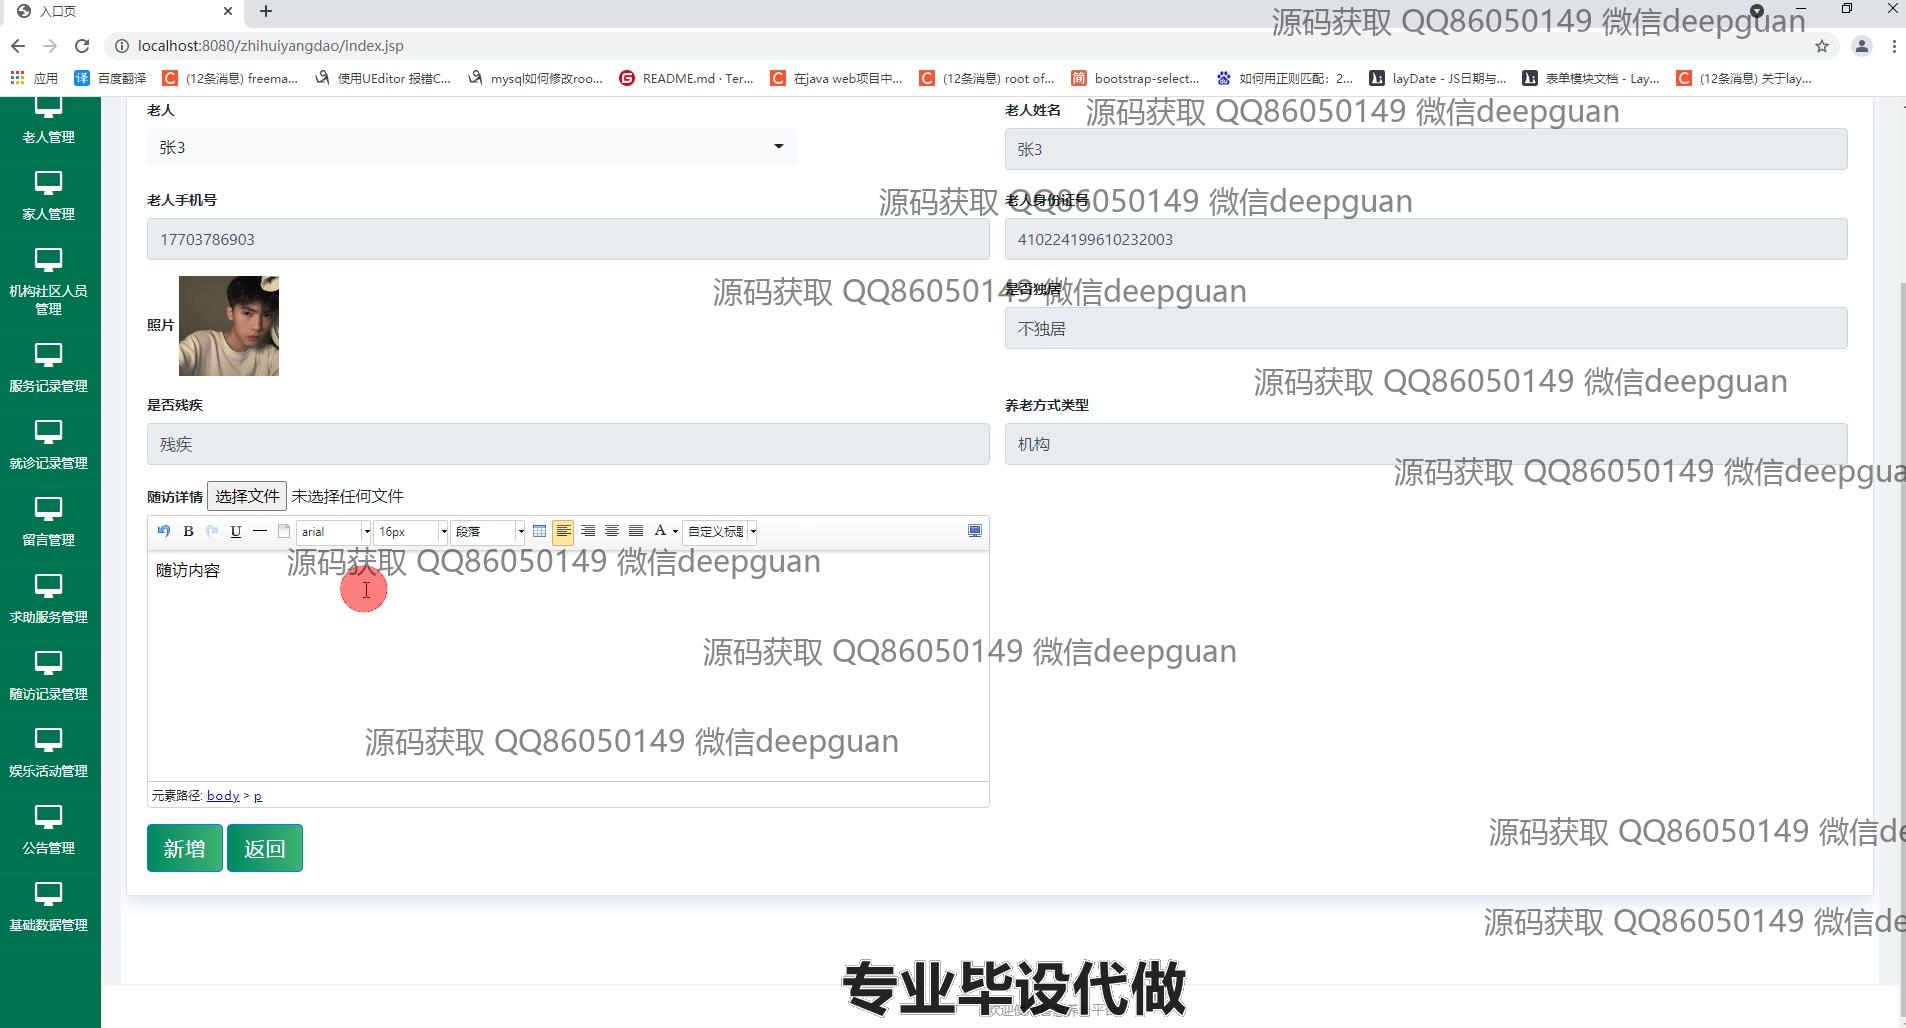 入口页
源码获取 QQ86050149 微信deepguan
localhost:8080/zhihuiyangdao/index.jsp
应用 百度翻译 (12条消息) freema... 使用UEditor 报错C... mysql如何修改roo... README.md · Ter... 在java web项目中... (12条消息) root of... bootstrap-select... 如何用正则匹配：2... layDate - JS日期与... 表单模块文档 - Lay... (12条消息) 关于lay...
老人管理
家人管理
机构社区人员
管理
服务记录管理
就诊记录管理
留言管理
求助服务管理
随访记录管理
娱乐活动管理
公告管理
基础数据管理
老人 老人姓名
源码获取 QQ86050149 微信deepguan
张3 张3
老人手机号 老人身份证号
源码获取 QQ86050149 微信deepguan
17703786903 410224199610232003
源码获取 QQ86050149 微信deepguan
照片 是否独居
不独居
源码获取 QQ86050149 微信deepguan
是否残疾 养老方式类型
残疾 机构
源码获取 QQ86050149 微信deepgua
随访详情 选择文件 未选择任何文件
B U arial 16px 段落 A 自定义标题
源码获取 QQ86050149 微信deepguan
随访内容
源码获取 QQ86050149 微信deepguan
源码获取 QQ86050149 微信deepguan
元素路径: body > p
源码获取 QQ86050149 微信de
新增 返回
源码获取 QQ86050149 微信de
专业毕设代做